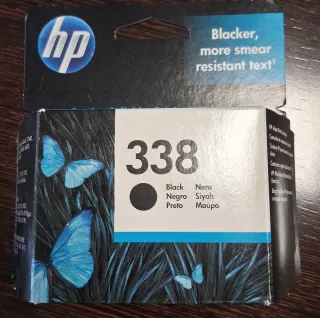 hp
Blacker,
more smear
resistant text¹
338
Black Nero
Negro Siyah
Preto Μαύρο